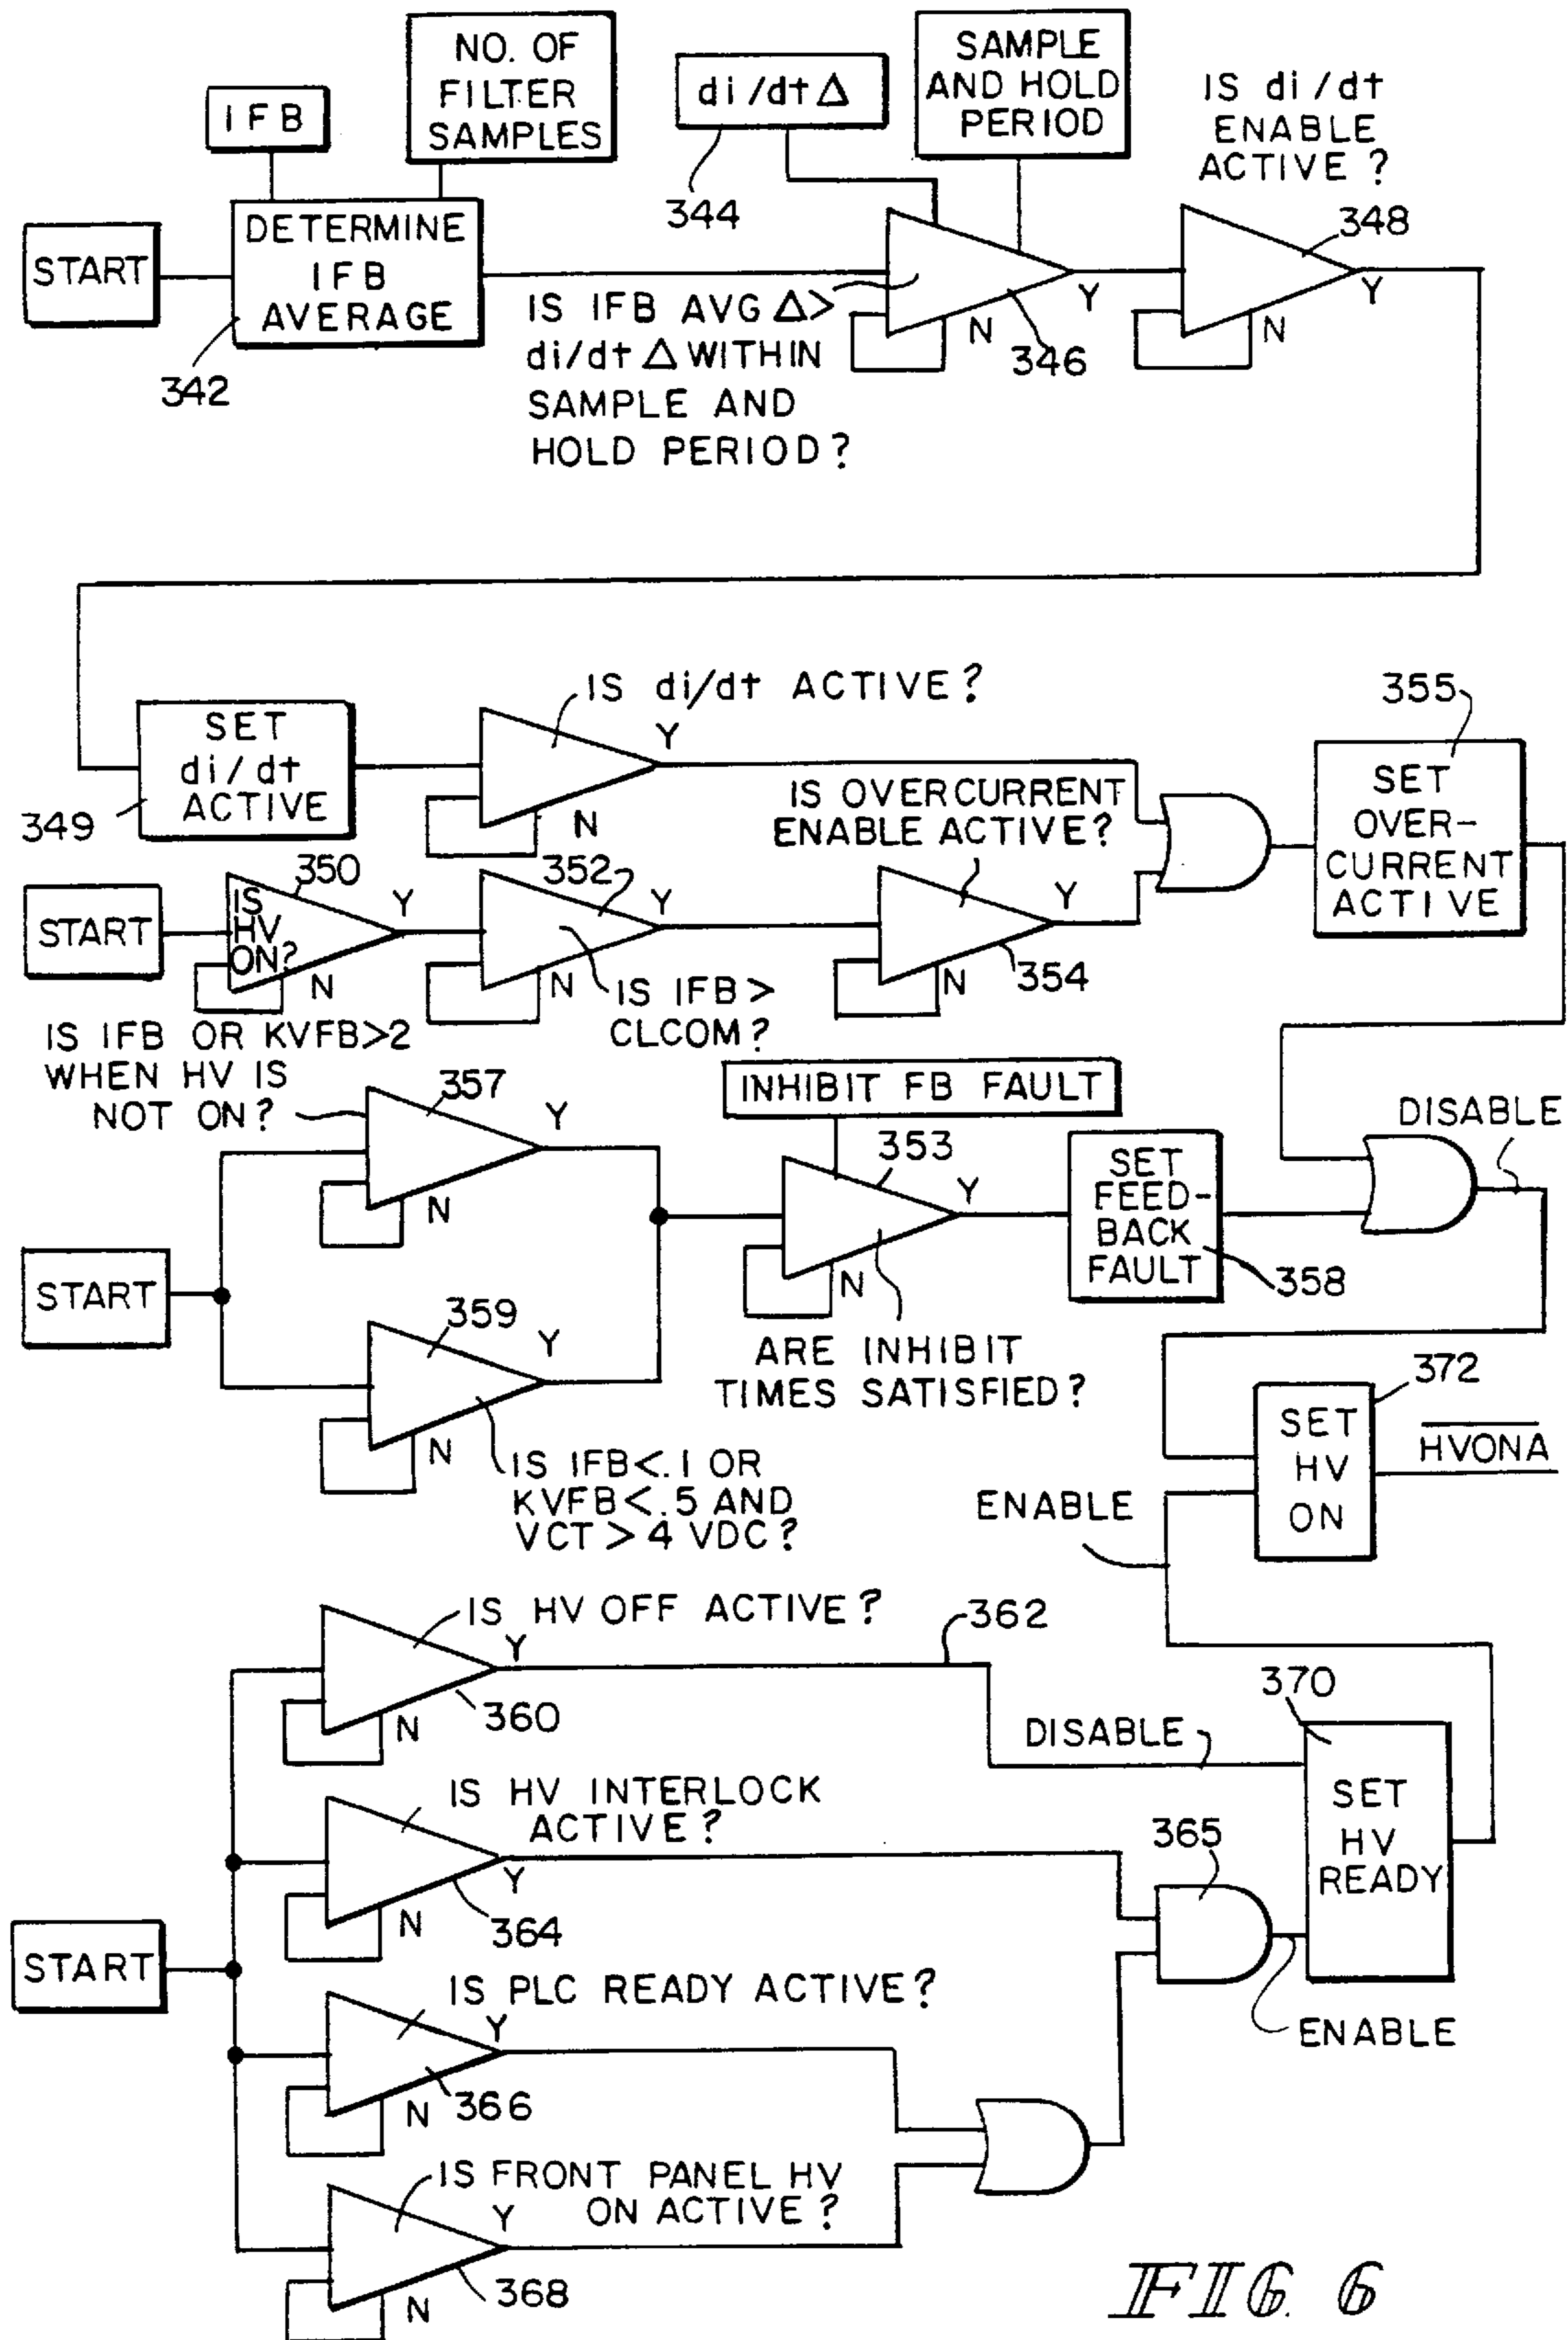 NO. OF
FILTER
SAMPLES
IFB
di/dt Δ
SAMPLE
AND HOLD
PERIOD
IS di/dt
ENABLE
ACTIVE?
344
348
START
DETERMINE
IFB
AVERAGE
342
IS IFB AVG Δ>
di/dt Δ WITHIN
SAMPLE AND
HOLD PERIOD?
N
Y
346
N
Y
SET
di/dt
ACTIVE
349
IS di/dt ACTIVE?
Y
N
IS OVERCURRENT
ENABLE ACTIVE?
355
SET
OVER-
CURRENT
ACTIVE
START
350
IS
HV
ON?
Y
N
352
Y
N
IS IFB>
CLCOM?
Y
N
354
IS IFB OR KVFB>2
WHEN HV IS
NOT ON?
357
Y
N
INHIBIT FB FAULT
353
Y
N
SET
FEED-
BACK
FAULT
358
DISABLE
START
359
Y
N
ARE INHIBIT
TIMES SATISFIED?
IS IFB<.1 OR
KVFB<.5 AND
VCT>4 VDC?
372
SET
HV
ON
HVONA
ENABLE
IS HV OFF ACTIVE?
Y
N
360
362
DISABLE
370
SET
HV
READY
IS HV INTERLOCK
ACTIVE?
Y
N
364
365
ENABLE
START
IS PLC READY ACTIVE?
Y
N
366
IS FRONT PANEL HV
ON ACTIVE?
Y
N
368
FIG. 6